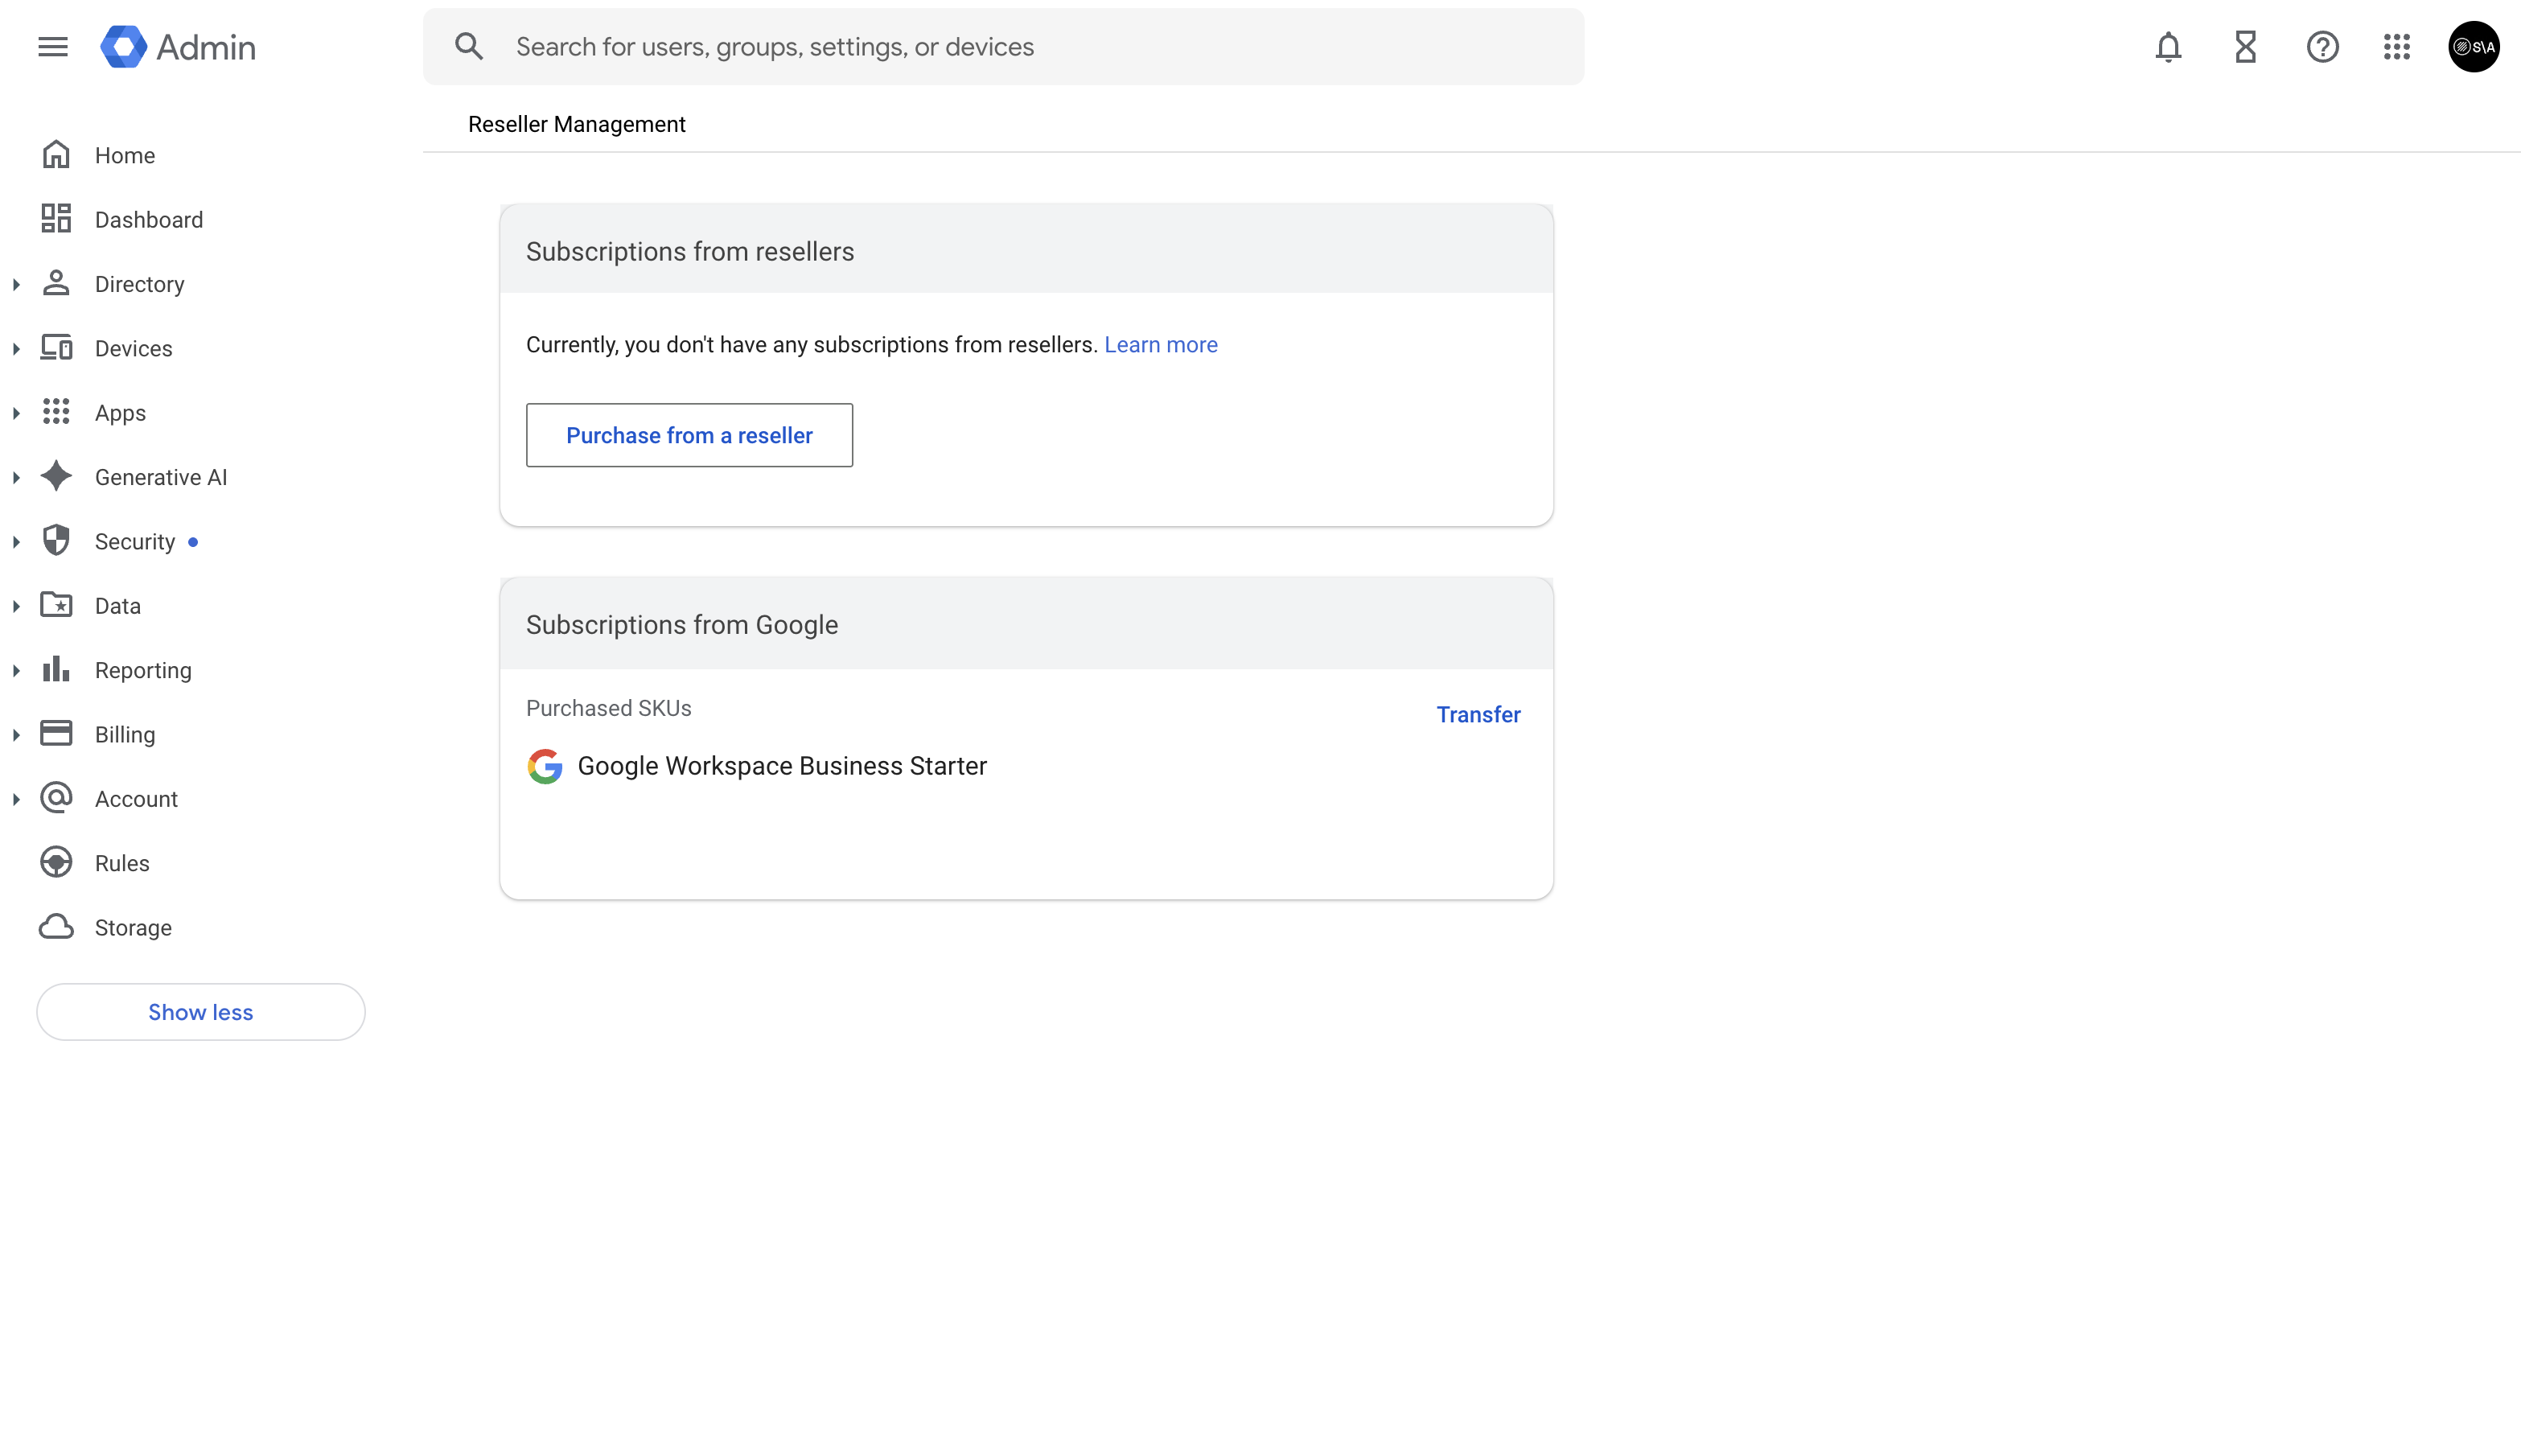 Admin
Search for users, groups, settings, or devices
S\A
Reseller Management
Home
Dashboard
Directory
Devices
Apps
Generative AI
Security
Data
Reporting
Billing
Account
Rules
Storage
Show less
Subscriptions from resellers
Currently, you don't have any subscriptions from resellers. Learn more
Purchase from a reseller
Subscriptions from Google
Purchased SKUs
Transfer
Google Workspace Business Starter